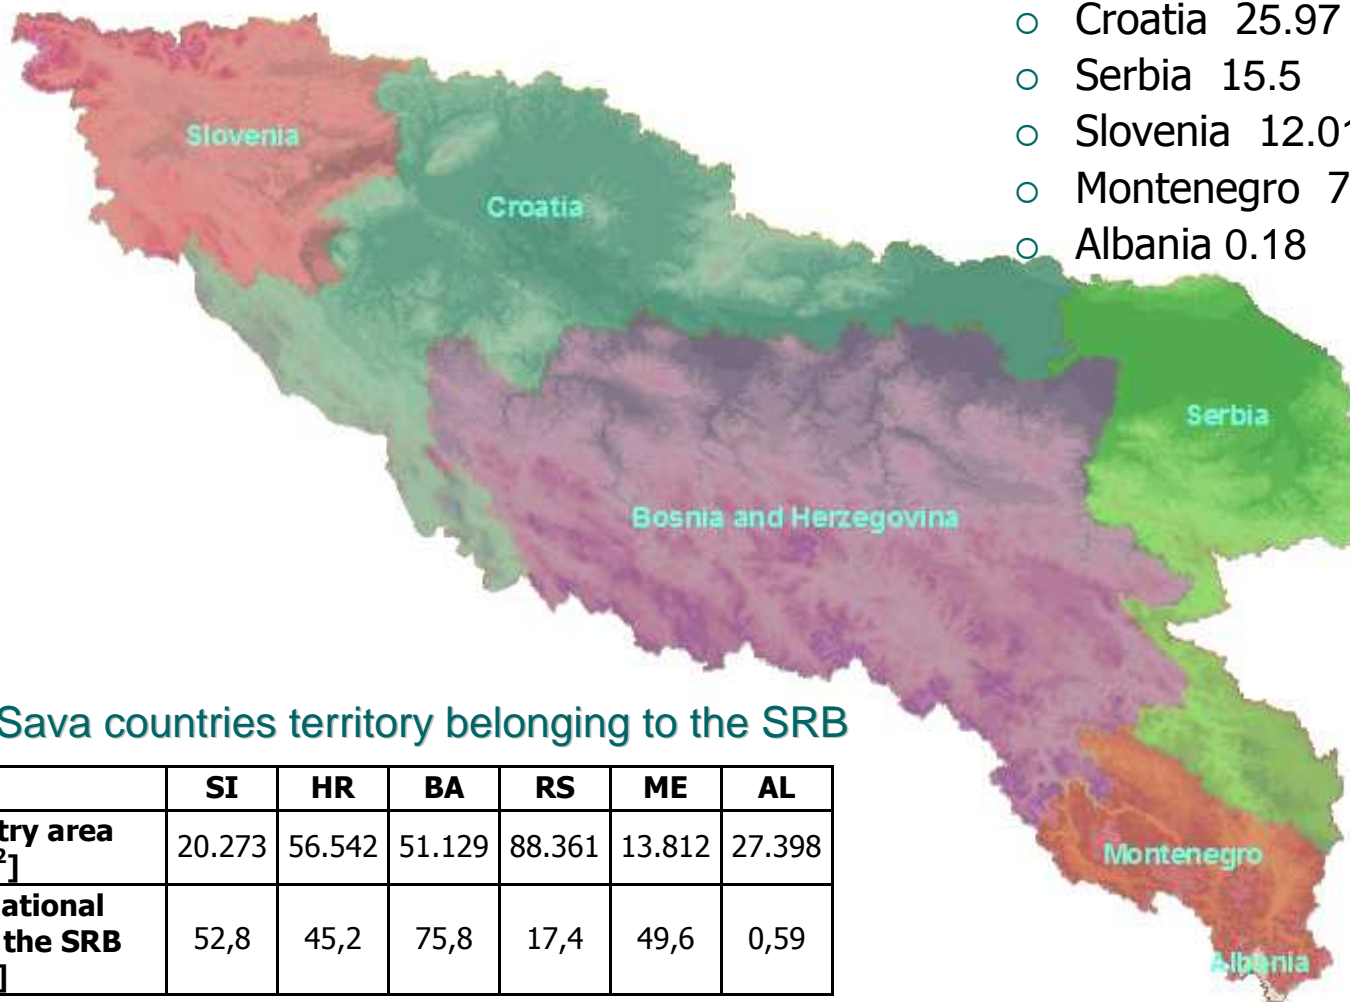 ○ Croatia 25.97
○ Serbia 15.5
○ Slovenia 12.01
○ Montenegro 7
○ Albania 0.18
Slovenia
Croatia
Serbia
Bosnia and Herzegovina
Montenegro
Albania
Sava countries territory belonging to the SRB
SI HR BA RS ME AL
try area
²] 20.273 56.542 51.129 88.361 13.812 27.398
ational
the SRB 52,8 45,2 75,8 17,4 49,6 0,59
]